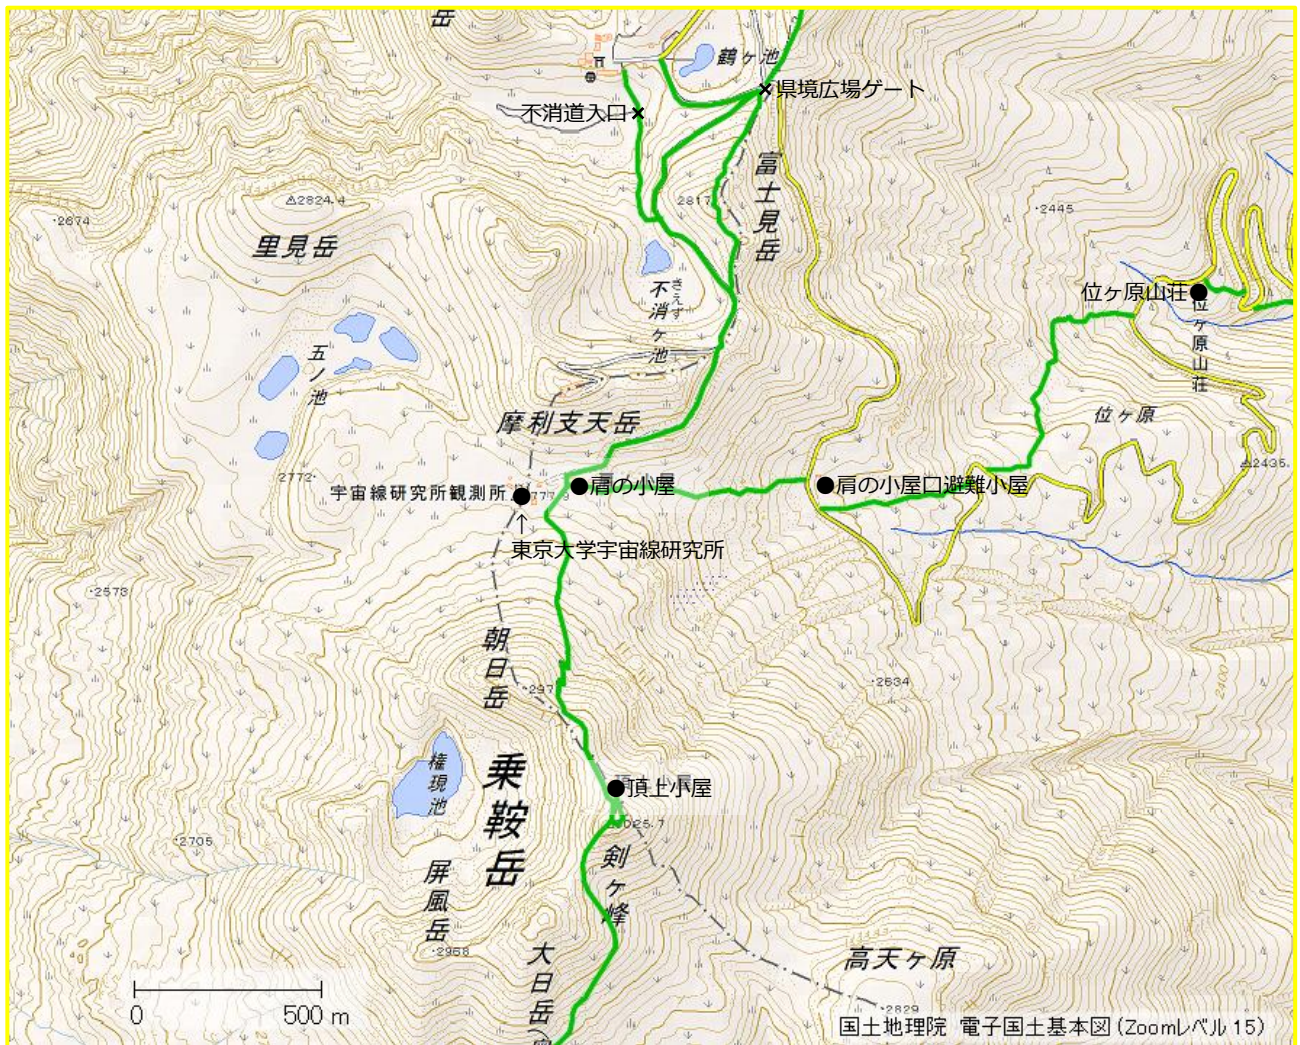 岳
鶴ヶ池
県境広場ゲート
不消道入口
富士見岳
2824.4
2817
2445
2674
里見岳
位ヶ原山荘
位ヶ原山荘
きえず
不消ヶ池
五ノ池
位ヶ原
摩利支天岳
2435.
2772
宇宙線研究所観測所
肩の小屋
肩の小屋口避難小屋
↑
東京大学宇宙線研究所
2573
朝日岳
297
2634
2400
権現池
乗鞍岳
頂上小屋
2705
剣ヶ峰
屏風岳
2968
大日岳
高天ヶ原
2829
0 500 m
国土地理院 電子国土基本図(Zoomレベル 15)